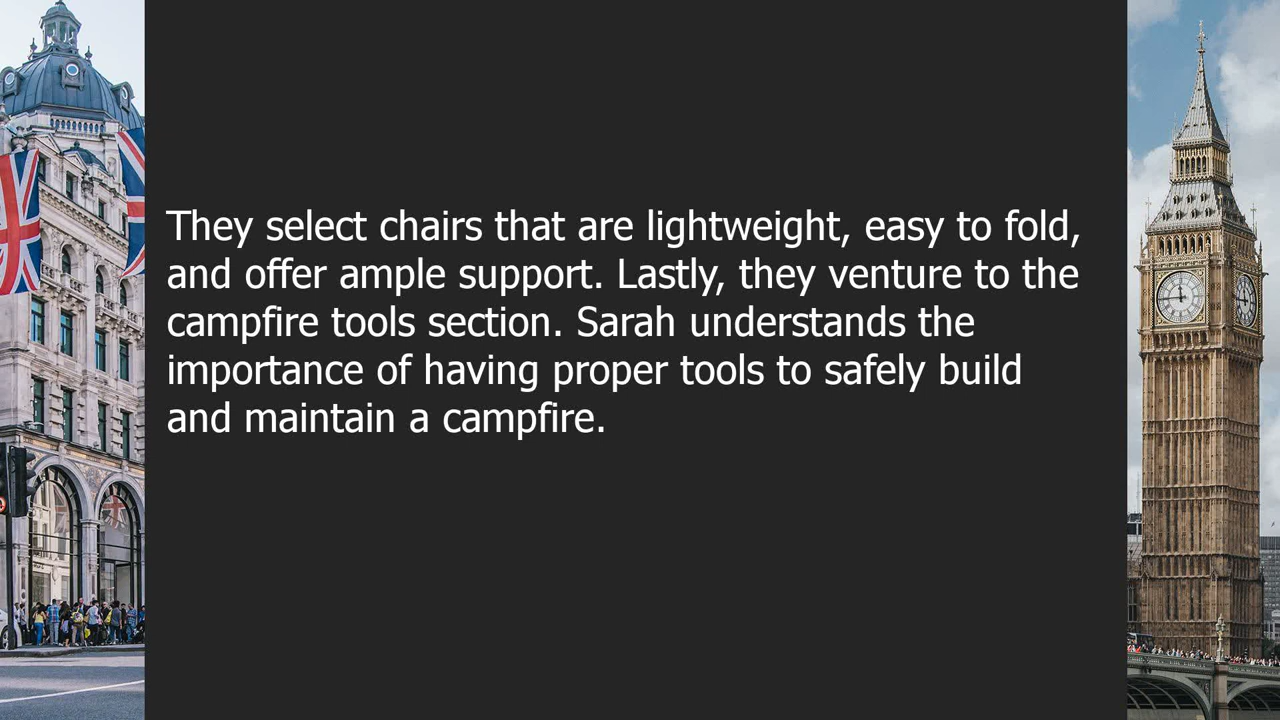 They select chairs that are lightweight, easy to fold,
and offer ample support. Lastly, they venture to the
campfire tools section. Sarah understands the
importance of having proper tools to safely build
and maintain a campfire.